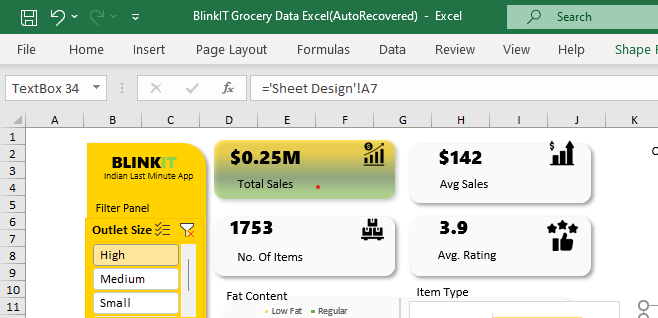 BlinkIT Grocery Data Excel(AutoRecovered) - Excel
Search
File Home Insert Page Layout Formulas Data Review View Help Shape
TextBox 34 fx ='Sheet Design'!A7
A B C D E F G H I J K
1
2
3
4
5
6
7
8
9
10
11
BLINKIT
Indian Last Minute App
Filter Panel
Outlet Size
High
Medium
Small
$0.25M
Total Sales
$142
Avg Sales
1753
No. Of Items
3.9
Avg. Rating
Fat Content
Low Fat Regular
Item Type